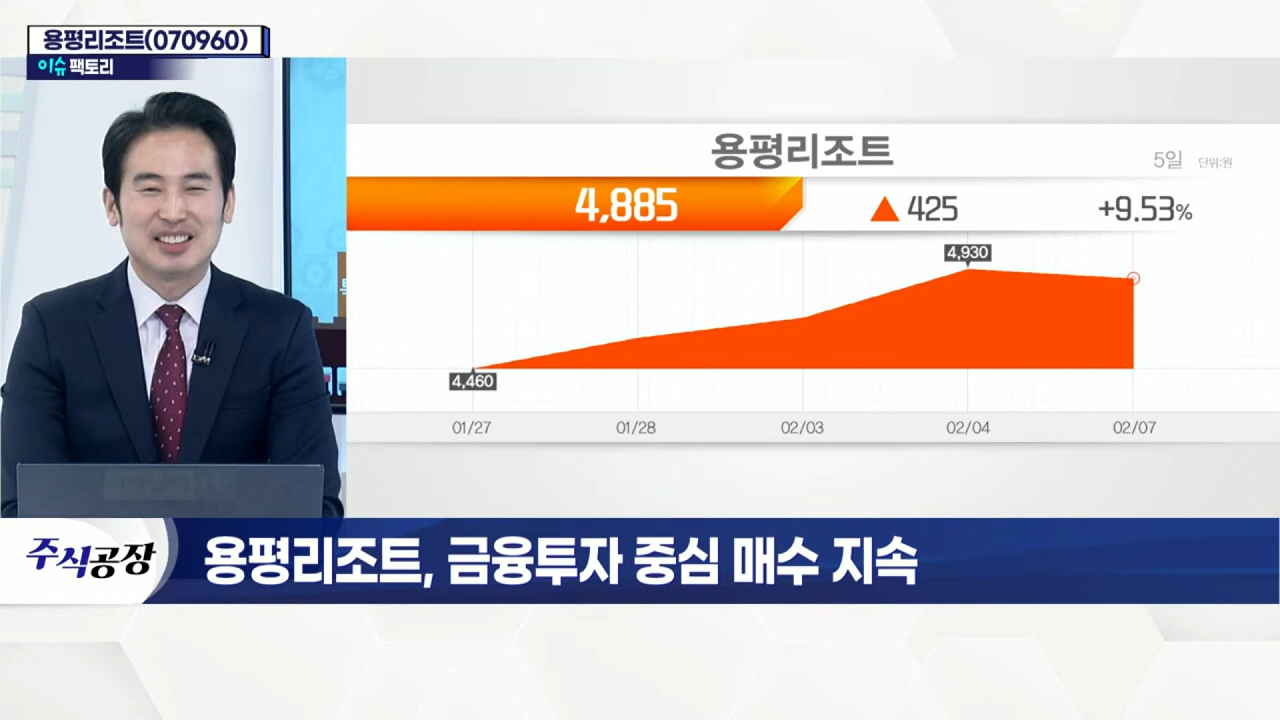 용평리조트(070960)
이슈 팩토리
용평리조트
5일 단위:원
4,885 ▲ 425 +9.53%
4,930
4,460
01/27 01/28 02/03 02/04 02/07
주식공장
용평리조트, 금융투자 중심 매수 지속